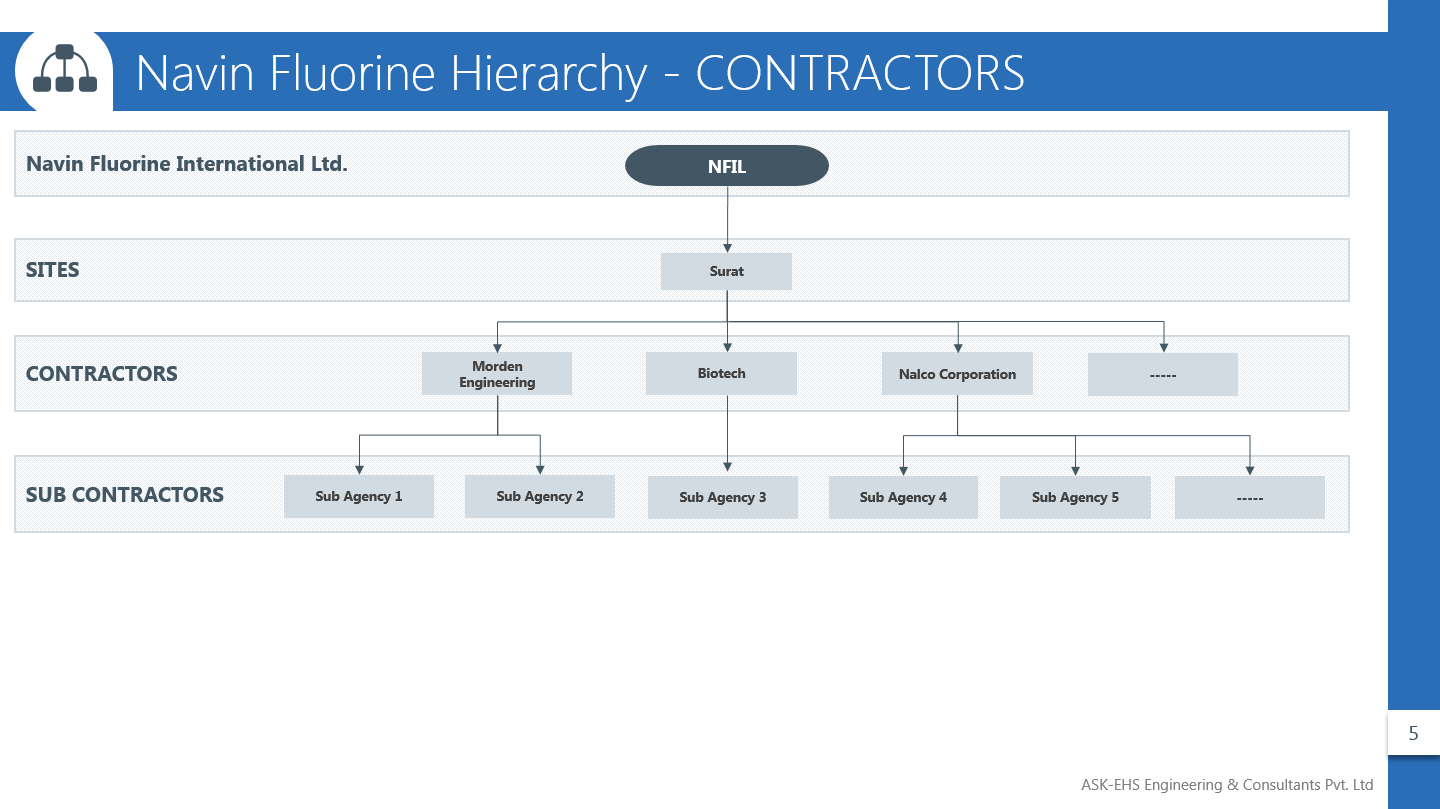 Navin Fluorine Hierarchy - CONTRACTORS
Navin Fluorine International Ltd.
NFIL
SITES
Surat
CONTRACTORS
Morden
Engineering
Biotech
Nalco Corporation
-----
SUB CONTRACTORS
Sub Agency 1
Sub Agency 2
Sub Agency 3
Sub Agency 4
Sub Agency 5
-----
5
ASK-EHS Engineering & Consultants Pvt. Ltd